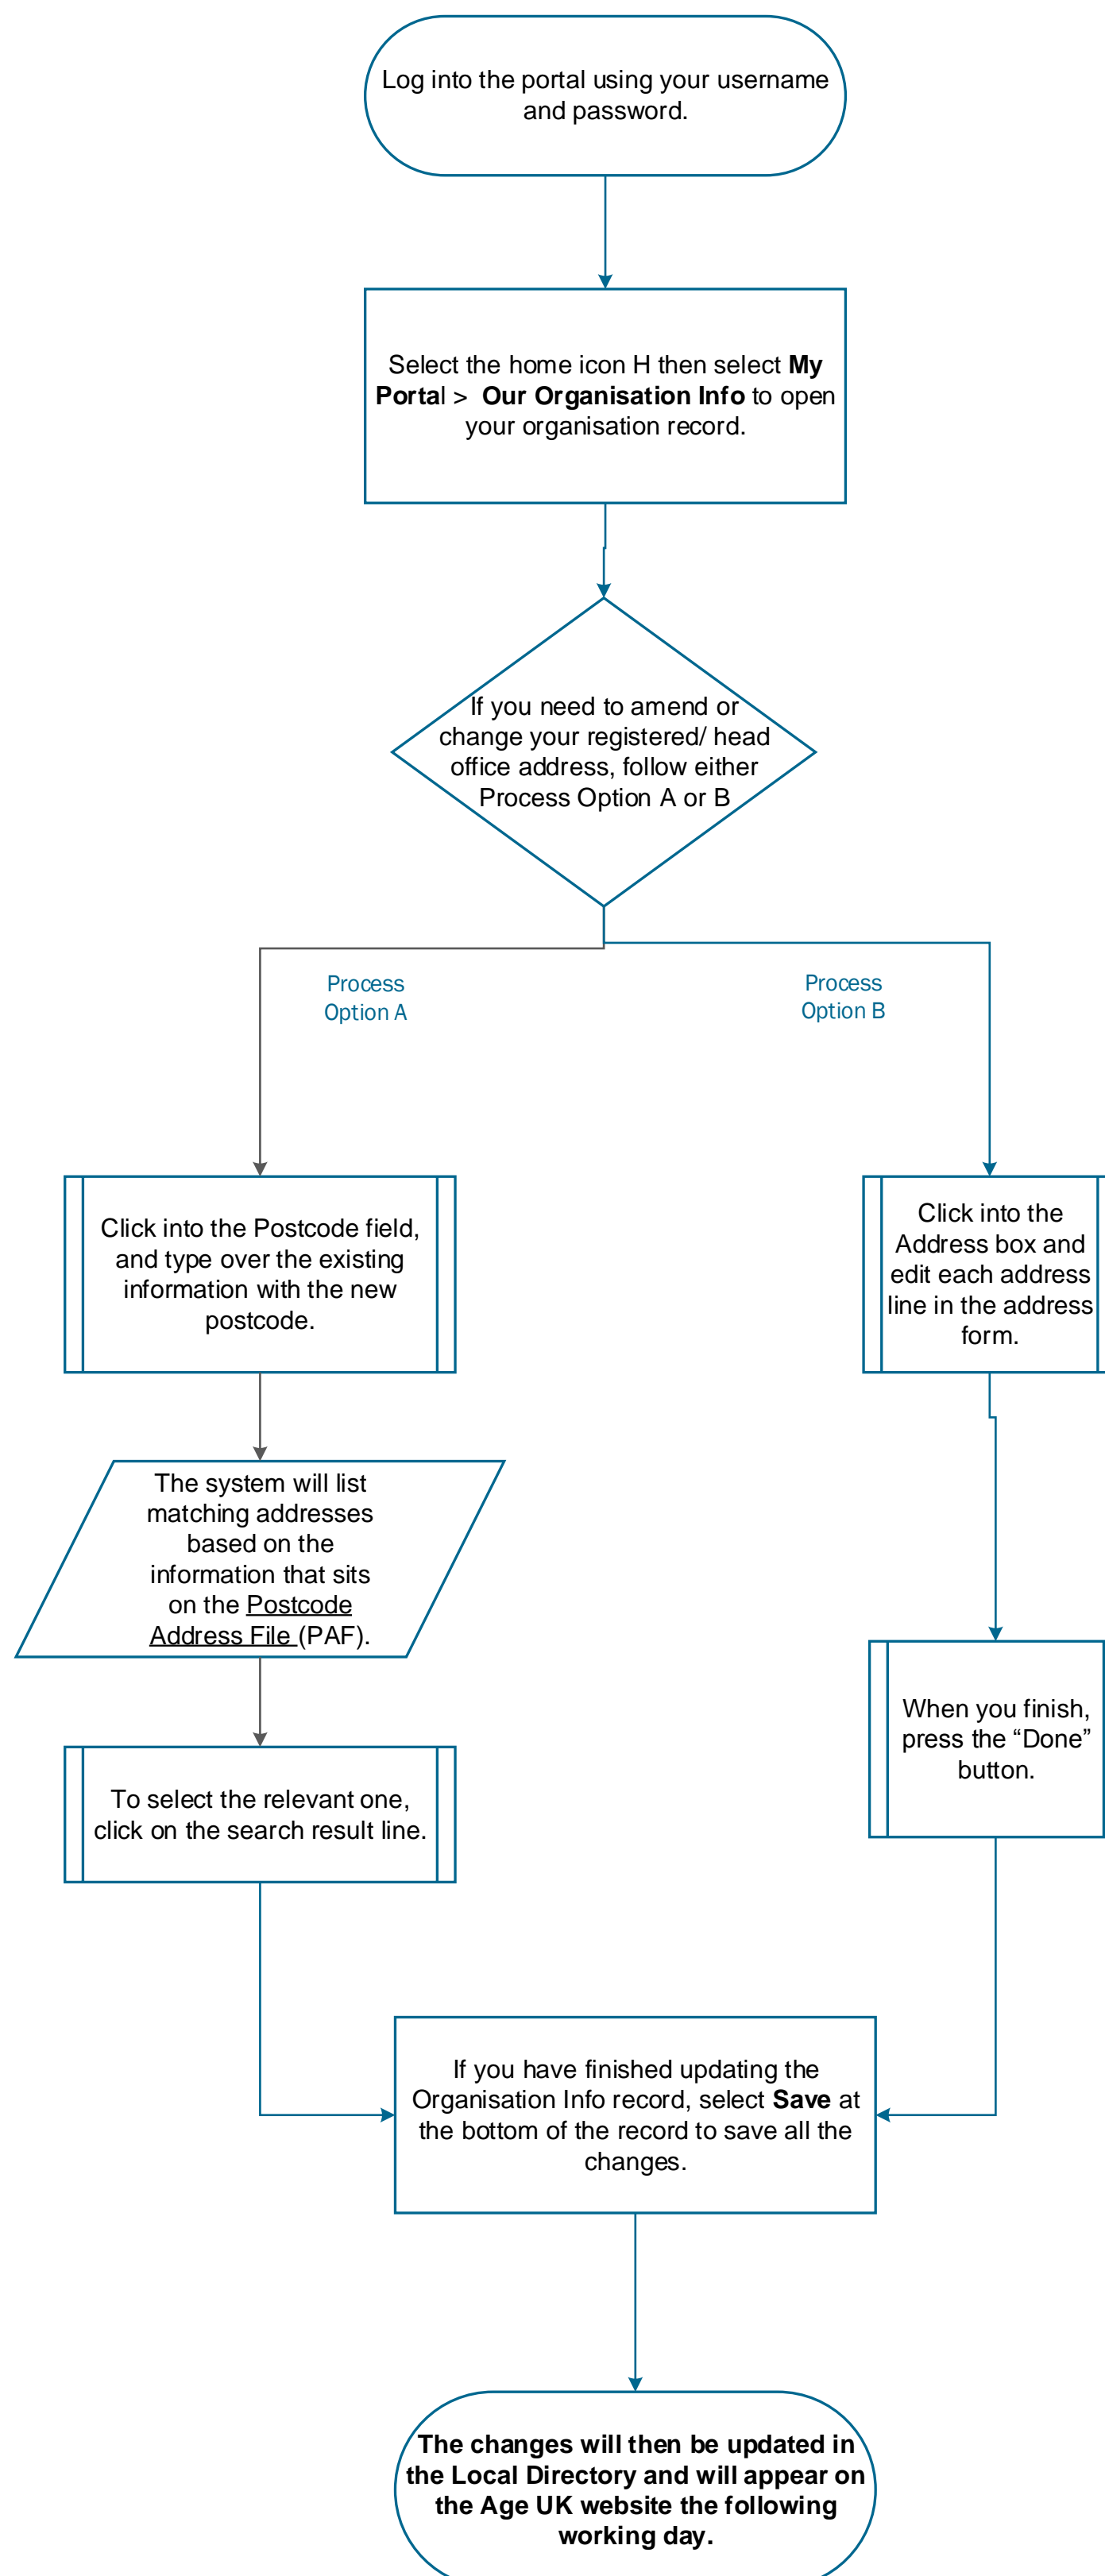 Log into the portal using your username
and password.
Select the home icon H then select My
Portal > Our Organisation Info to open
your organisation record.
If you need to amend or
change your registered/ head
office address, follow either
Process Option A or B
Process
Option A
Process
Option B
Click into the Postcode field,
and type over the existing
information with the new
postcode.
Click into the
Address box and
edit each address
line in the address
form.
The system will list
matching addresses
based on the
information that sits
on the Postcode
Address File (PAF).
When you finish,
press the “Done”
button.
To select the relevant one,
click on the search result line.
If you have finished updating the
Organisation Info record, select Save at
the bottom of the record to save all the
changes.
The changes will then be updated in
the Local Directory and will appear on
the Age UK website the following
working day.